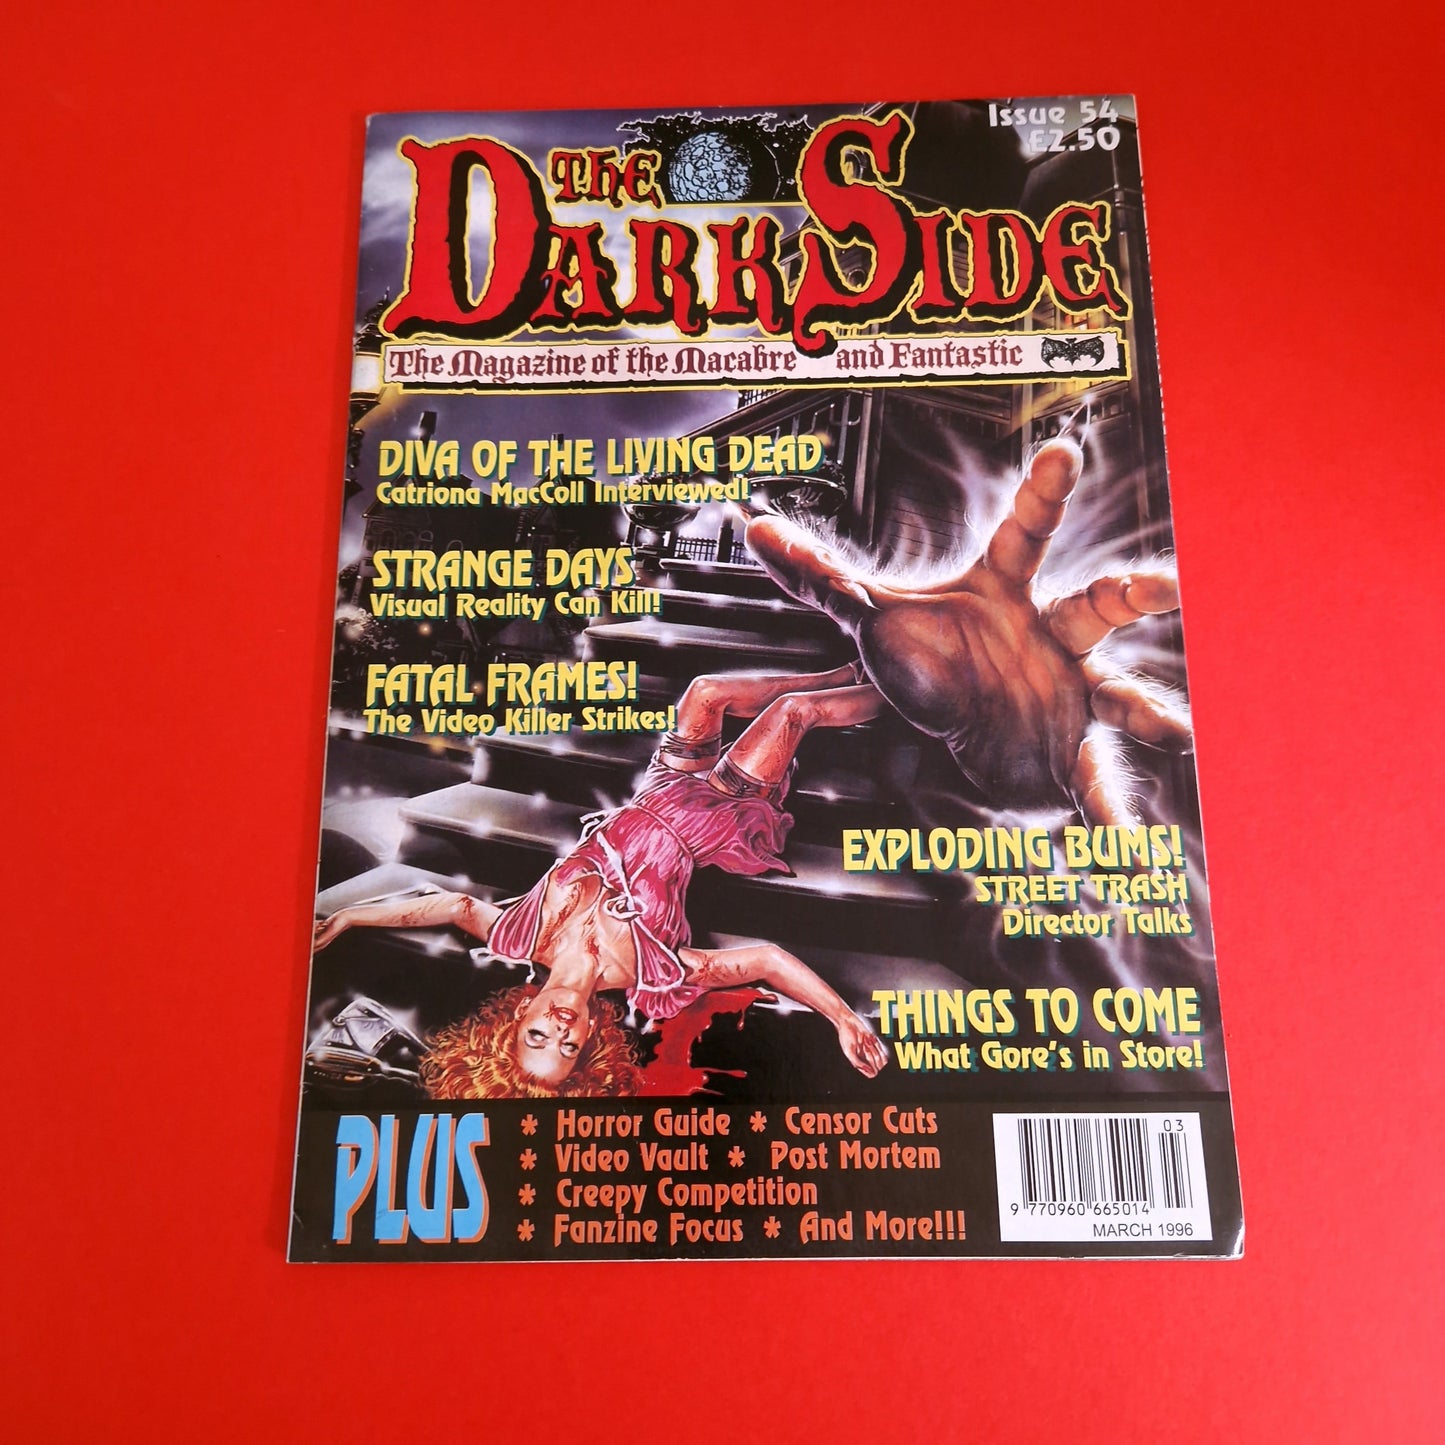 Issue 54
£2.50
The
Dark Side
The Magazine of the Macabre and Fantastic
DIVA OF THE LIVING DEAD
Catriona MacColl Interviewed!
STRANGE DAYS
Visual Reality Can Kill!
FATAL FRAMES!
The Video Killer Strikes!
EXPLODING BUMS!
STREET TRASH
Director Talks
THINGS TO COME
What Gore's in Store!
PLUS
* Horror Guide * Censor Cuts
* Video Vault * Post Mortem
* Creepy Competition
* Fanzine Focus * And More!!!
03
9 770960 665014
MARCH 1996